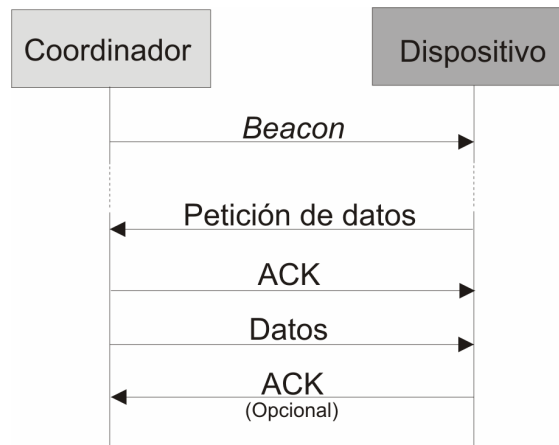 Coordinador
Dispositivo
Beacon
Petición de datos
ACK
Datos
ACK
(Opcional)